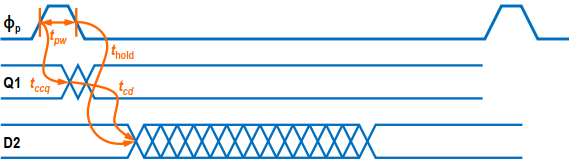 ϕp
tpw
thold
Q1
tccq
tcd
D2